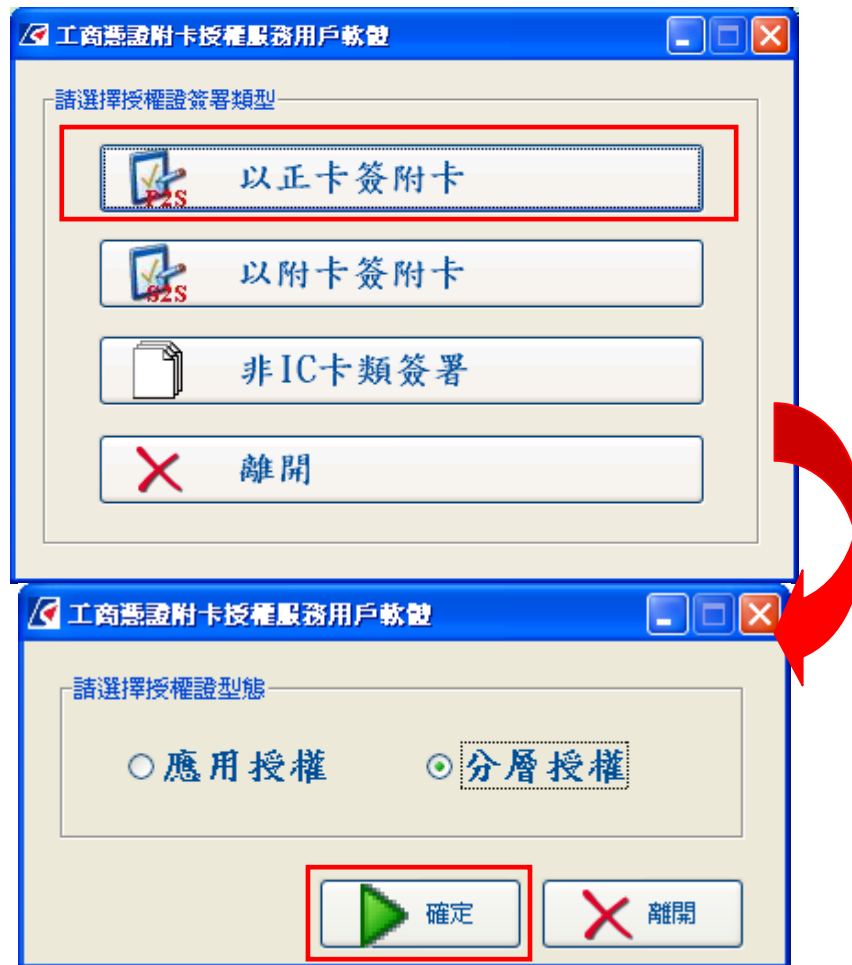 工商憑證附卡授權服務用戶軟體
請選擇授權證簽署類型
以正卡簽附卡
P2S
以附卡簽附卡
S2S
非IC卡類簽署
離開
工商憑證附卡授權服務用戶軟體
請選擇授權證型態
應用授權
分層授權
確定
離開